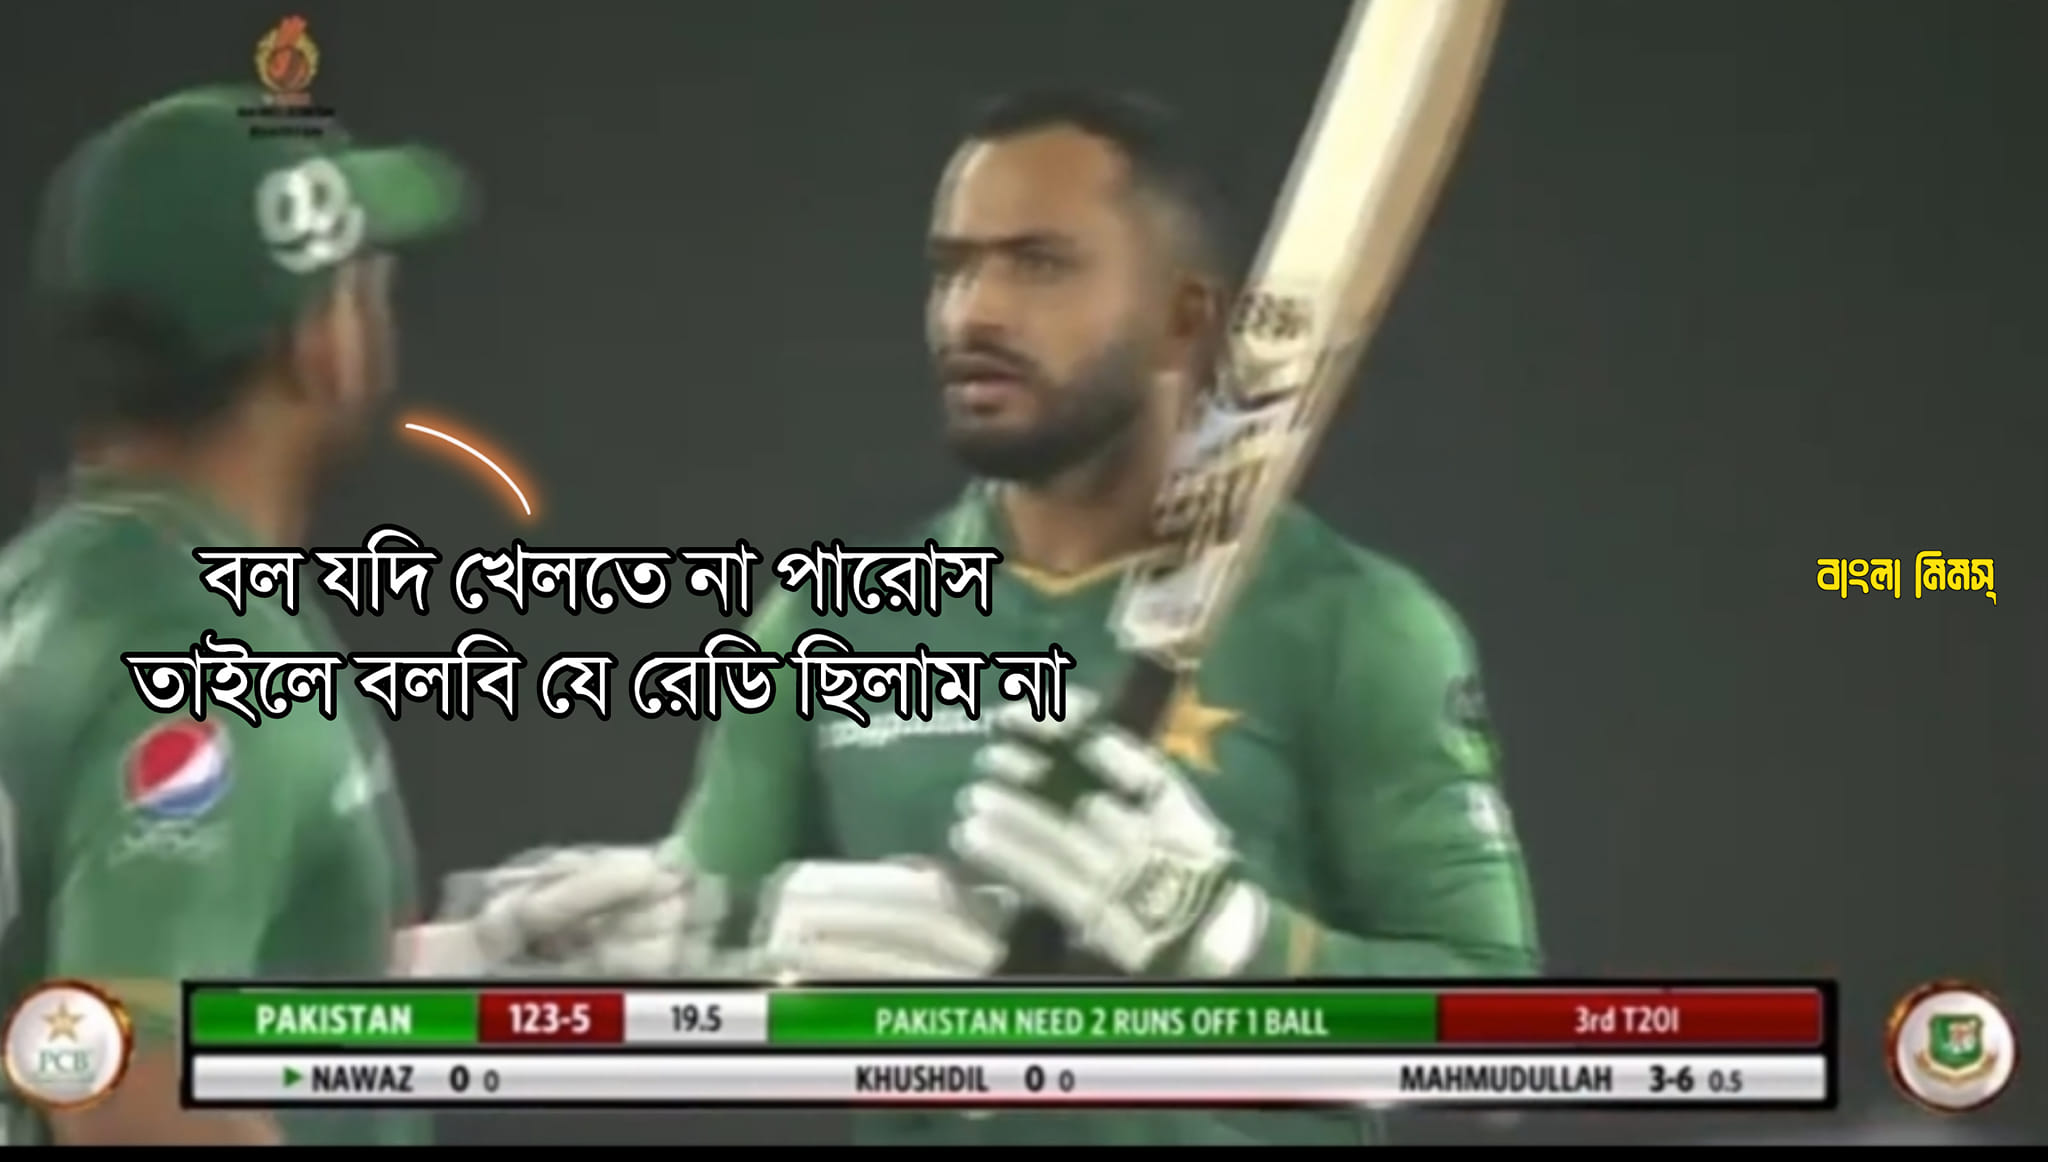 বল যদি খেলতে না পারোস
তাইলে বলবি যে রেডি ছিলাম না
বাংলা মিমস্
PAKISTAN 123-5 19.5 PAKISTAN NEED 2 RUNS OFF 1 BALL 3rd T20I
PCB
NAWAZ 0 0 KHUSHDIL 0 0 MAHMUDULLAH 3-6 0.5